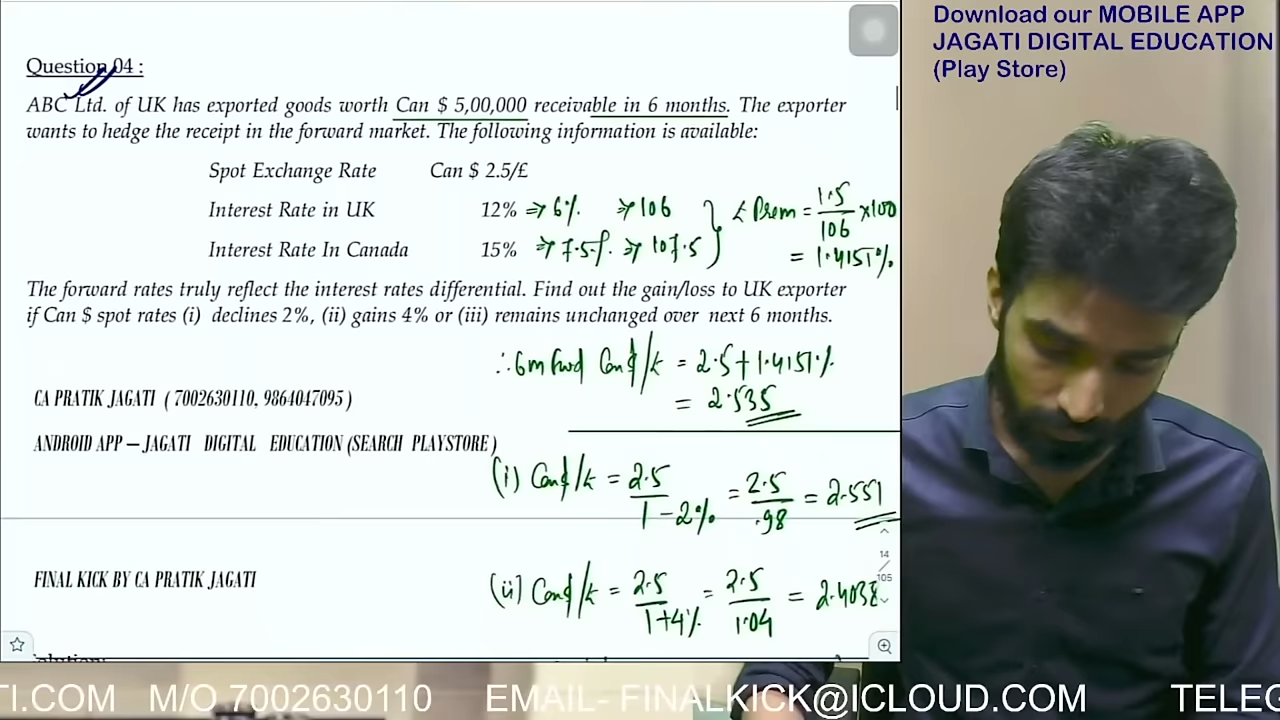 Download our MOBILE APP
JAGATI DIGITAL EDUCATION
(Play Store)
Question 04 :
ABC Ltd. of UK has exported goods worth Can $ 5,00,000 receivable in 6 months. The exporter
wants to hedge the receipt in the forward market. The following information is available:
Spot Exchange Rate Can $ 2.5/£
Interest Rate in UK 12% ⇒ 6% ⇒ 106
Interest Rate In Canada 15% ⇒ 7.5% ⇒ 107.5
£ Prem = 1.5/106 ×100
= 1.4151%
The forward rates truly reflect the interest rates differential. Find out the gain/loss to UK exporter
if Can $ spot rates (i) declines 2%, (ii) gains 4% or (iii) remains unchanged over next 6 months.
∴ 6m Fwd Can$/£ = 2.5 + 1.4151%
= 2.535
CA PRATIK JAGATI ( 7002630110, 9864047095 )
ANDROID APP – JAGATI DIGITAL EDUCATION (SEARCH PLAYSTORE )
(i) Can$/£ = 2.5/1-2% = 2.5/.98 = 2.551
14
/
105
FINAL KICK BY CA PRATIK JAGATI
(ii) Can$/£ = 2.5/1+4% = 2.5/1.04 = 2.4038
TI.COM M/O 7002630110 EMAIL- FINALKICK@ICLOUD.COM TELEG